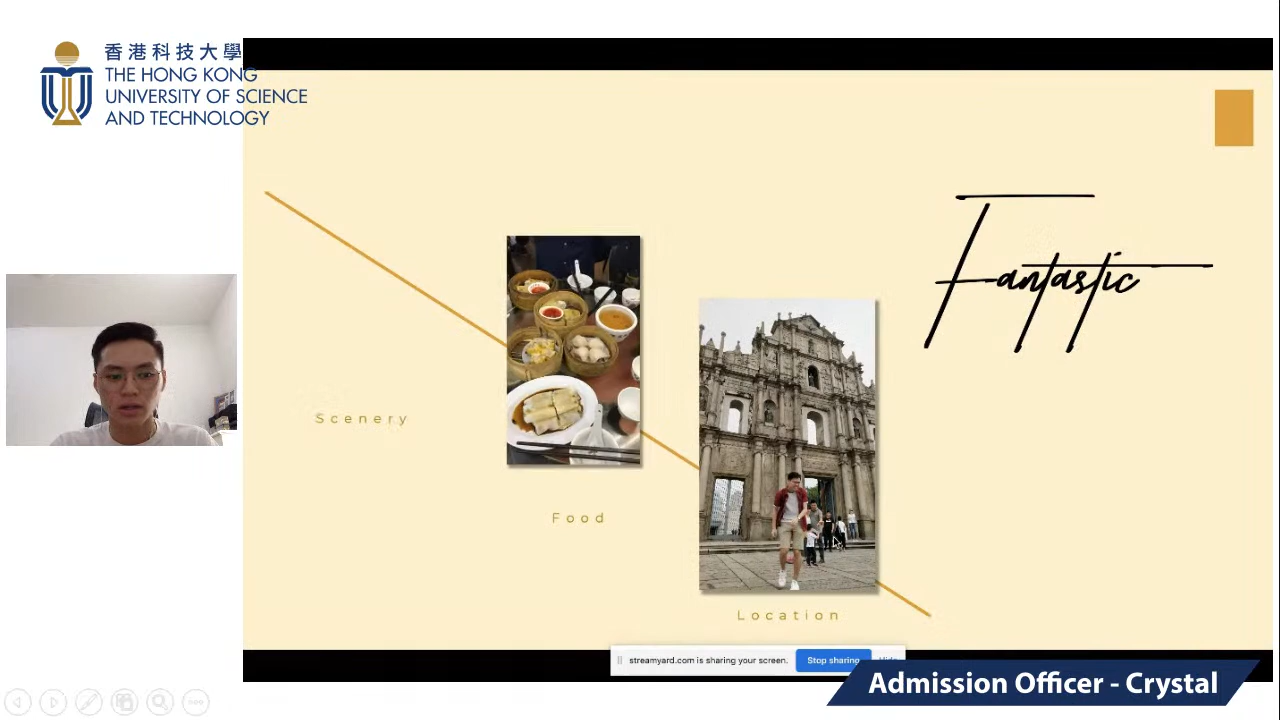 香港科技大學
THE HONG KONG
UNIVERSITY OF SCIENCE
AND TECHNOLOGY
Fantastic
Scenery
Food
Location
streamyard.com is sharing your screen.
Stop sharing
Hide
Admission Officer - Crystal